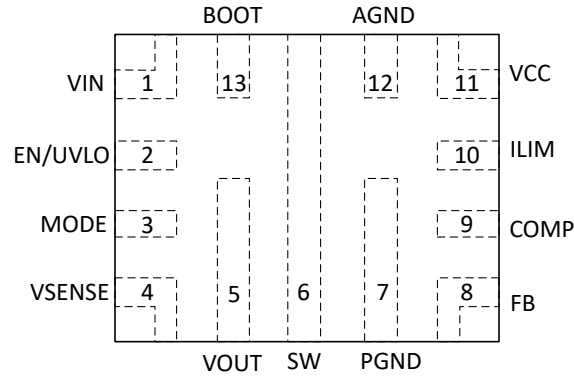 BOOT AGND
VIN 1 13 12 11 VCC
EN/UVLO 2 10 ILIM
MODE 3 9 COMP
VSENSE 4 5 6 7 8 FB
VOUT SW PGND